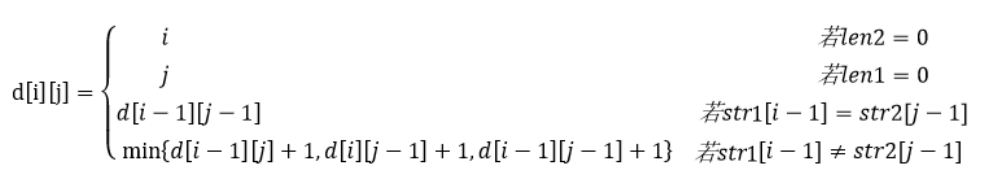 i 若len2 = 0
j 若len1 = 0
d[i][j] = d[i − 1][j − 1] 若str1[i − 1] = str2[j − 1]
min{d[i − 1][j] + 1, d[i][j − 1] + 1, d[i − 1][j − 1] + 1} 若str1[i − 1] ≠ str2[j − 1]